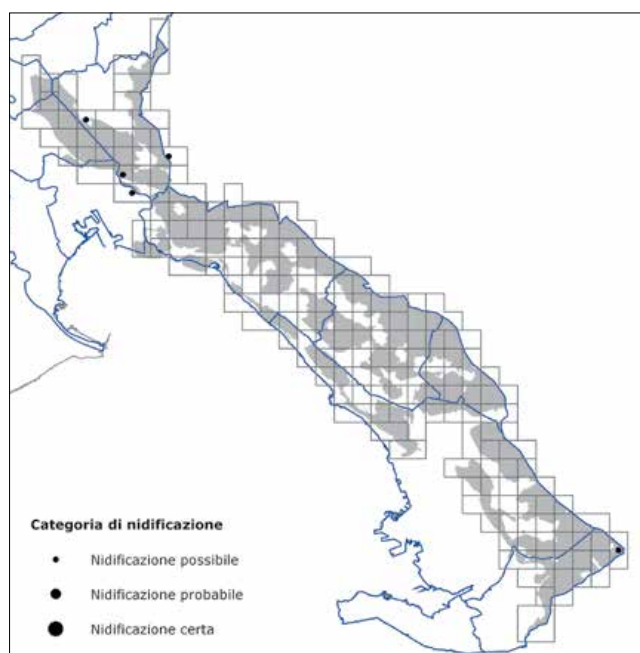 Categoria di nidificazione
Nidificazione possibile
Nidificazione probabile
Nidificazione certa